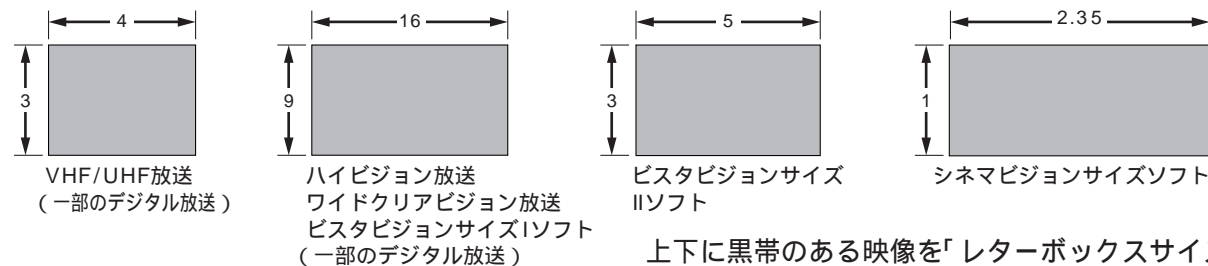 4
3
VHF/UHF放送
(一部のデジタル放送)
16
9
ハイビジョン放送
ワイドクリアビジョン放送
ビスタビジョンサイズIソフト
(一部のデジタル放送)
5
3
ビスタビジョンサイズ
IIソフト
2.35
1
シネマビジョンサイズソフト
上下に黒帯のある映像を「レターボックスサイズ